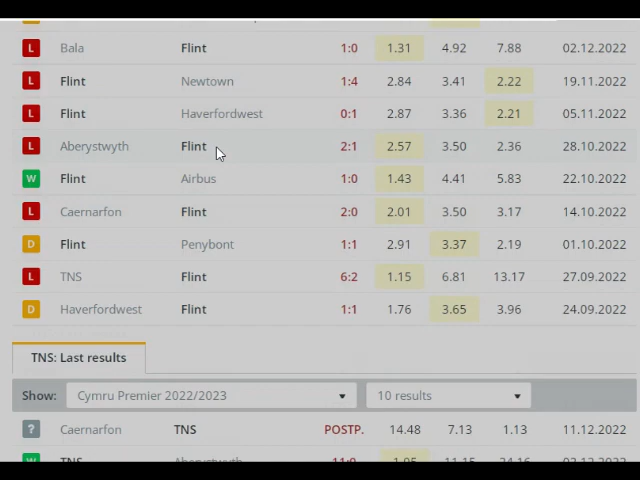 L Bala Flint 1:0 1.31 4.92 7.88 02.12.2022
L Flint Newtown 1:4 2.84 3.41 2.22 19.11.2022
L Flint Haverfordwest 0:1 2.87 3.36 2.21 05.11.2022
L Aberystwyth Flint 2:1 2.57 3.50 2.36 28.10.2022
W Flint Airbus 1:0 1.43 4.41 5.83 22.10.2022
L Caernarfon Flint 2:0 2.01 3.50 3.17 14.10.2022
D Flint Penybont 1:1 2.91 3.37 2.19 01.10.2022
L TNS Flint 6:2 1.15 6.81 13.17 27.09.2022
D Haverfordwest Flint 1:1 1.76 3.65 3.96 24.09.2022
TNS: Last results
Show: Cymru Premier 2022/2023 10 results
? Caernarfon TNS POSTP. 14.48 7.13 1.13 11.12.2022
W TNS Aberystwyth 11:0